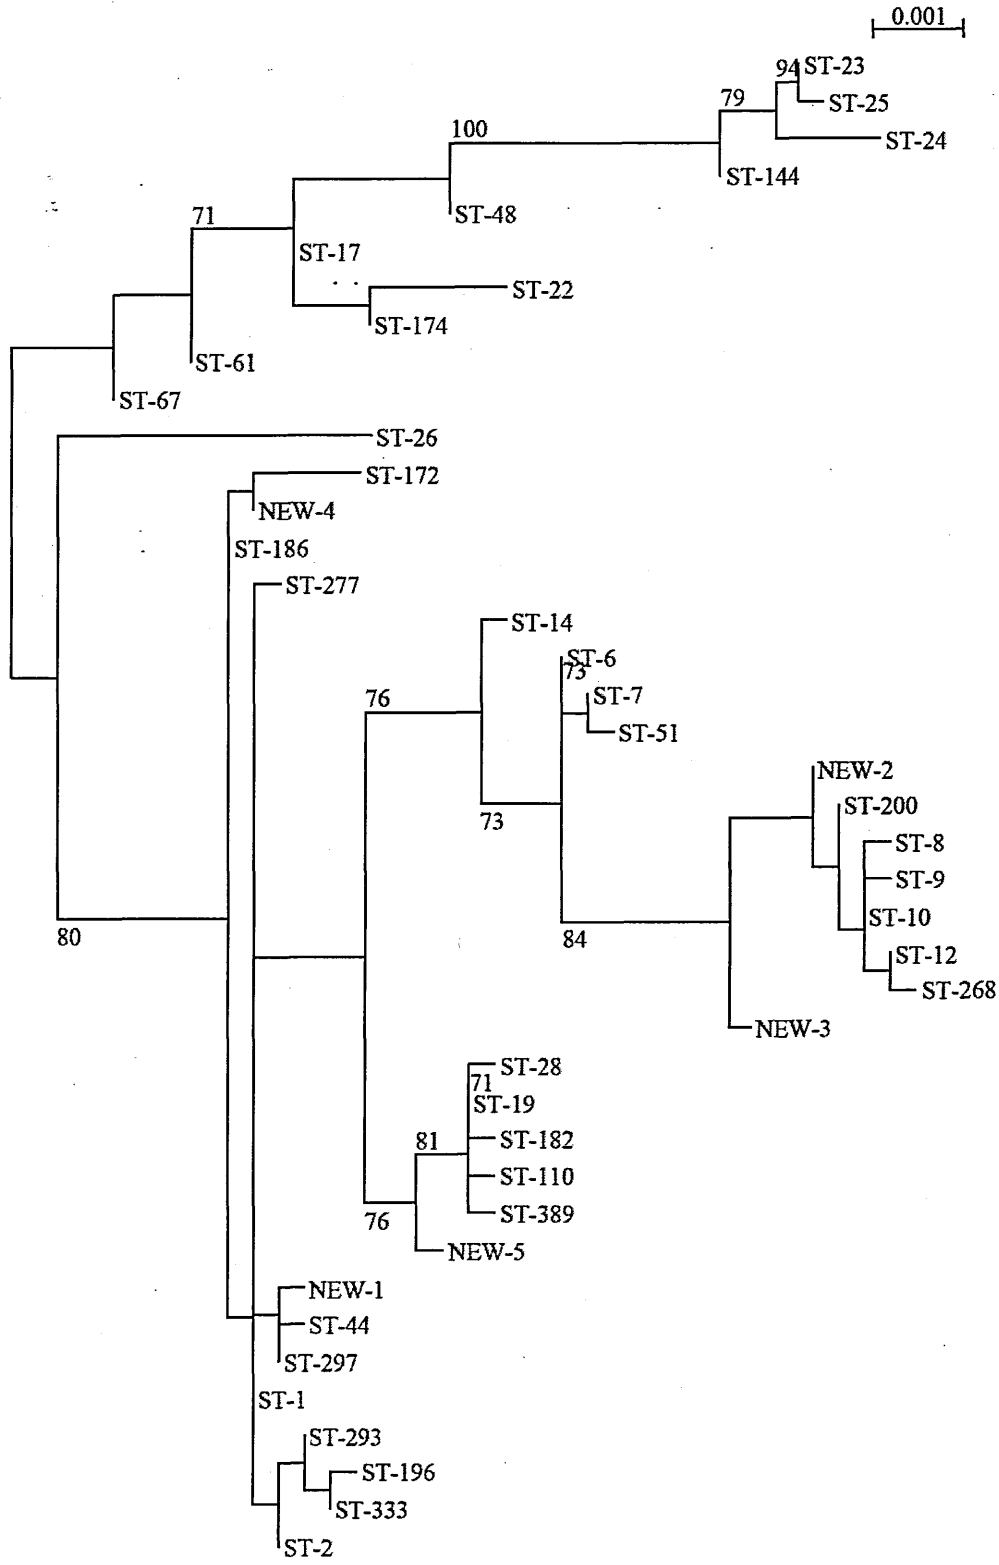 0.001
94 ST-23
79
ST-25
100
ST-24
ST-144
71
ST-48
ST-17
ST-22
ST-174
ST-61
ST-67
ST-26
ST-172
NEW-4
ST-186
ST-277
ST-14
ST-6
73
76
ST-7
ST-51
NEW-2
ST-200
73
ST-8
ST-9
ST-10
80
84
ST-12
ST-268
NEW-3
ST-28
71
ST-19
81
ST-182
ST-110
76
ST-389
NEW-5
NEW-1
ST-44
ST-297
ST-1
ST-293
ST-196
ST-333
ST-2